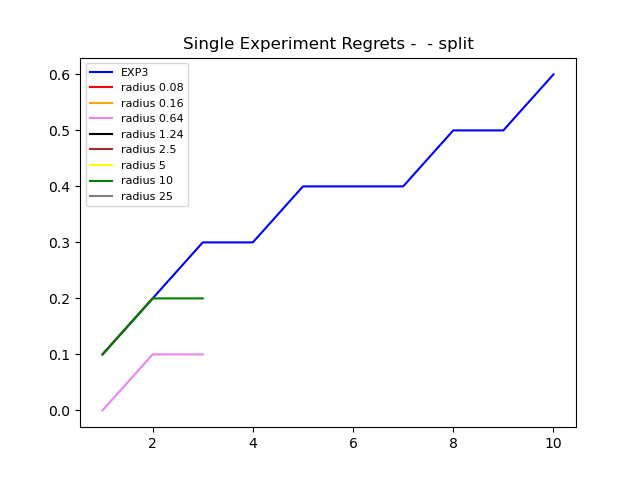 Single Experiment Regrets -  - split
EXP3
radius 0.08
radius 0.16
radius 0.64
radius 1.24
radius 2.5
radius 5
radius 10
radius 25
0.6
0.5
0.4
0.3
0.2
0.1
0.0
2 4 6 8 10